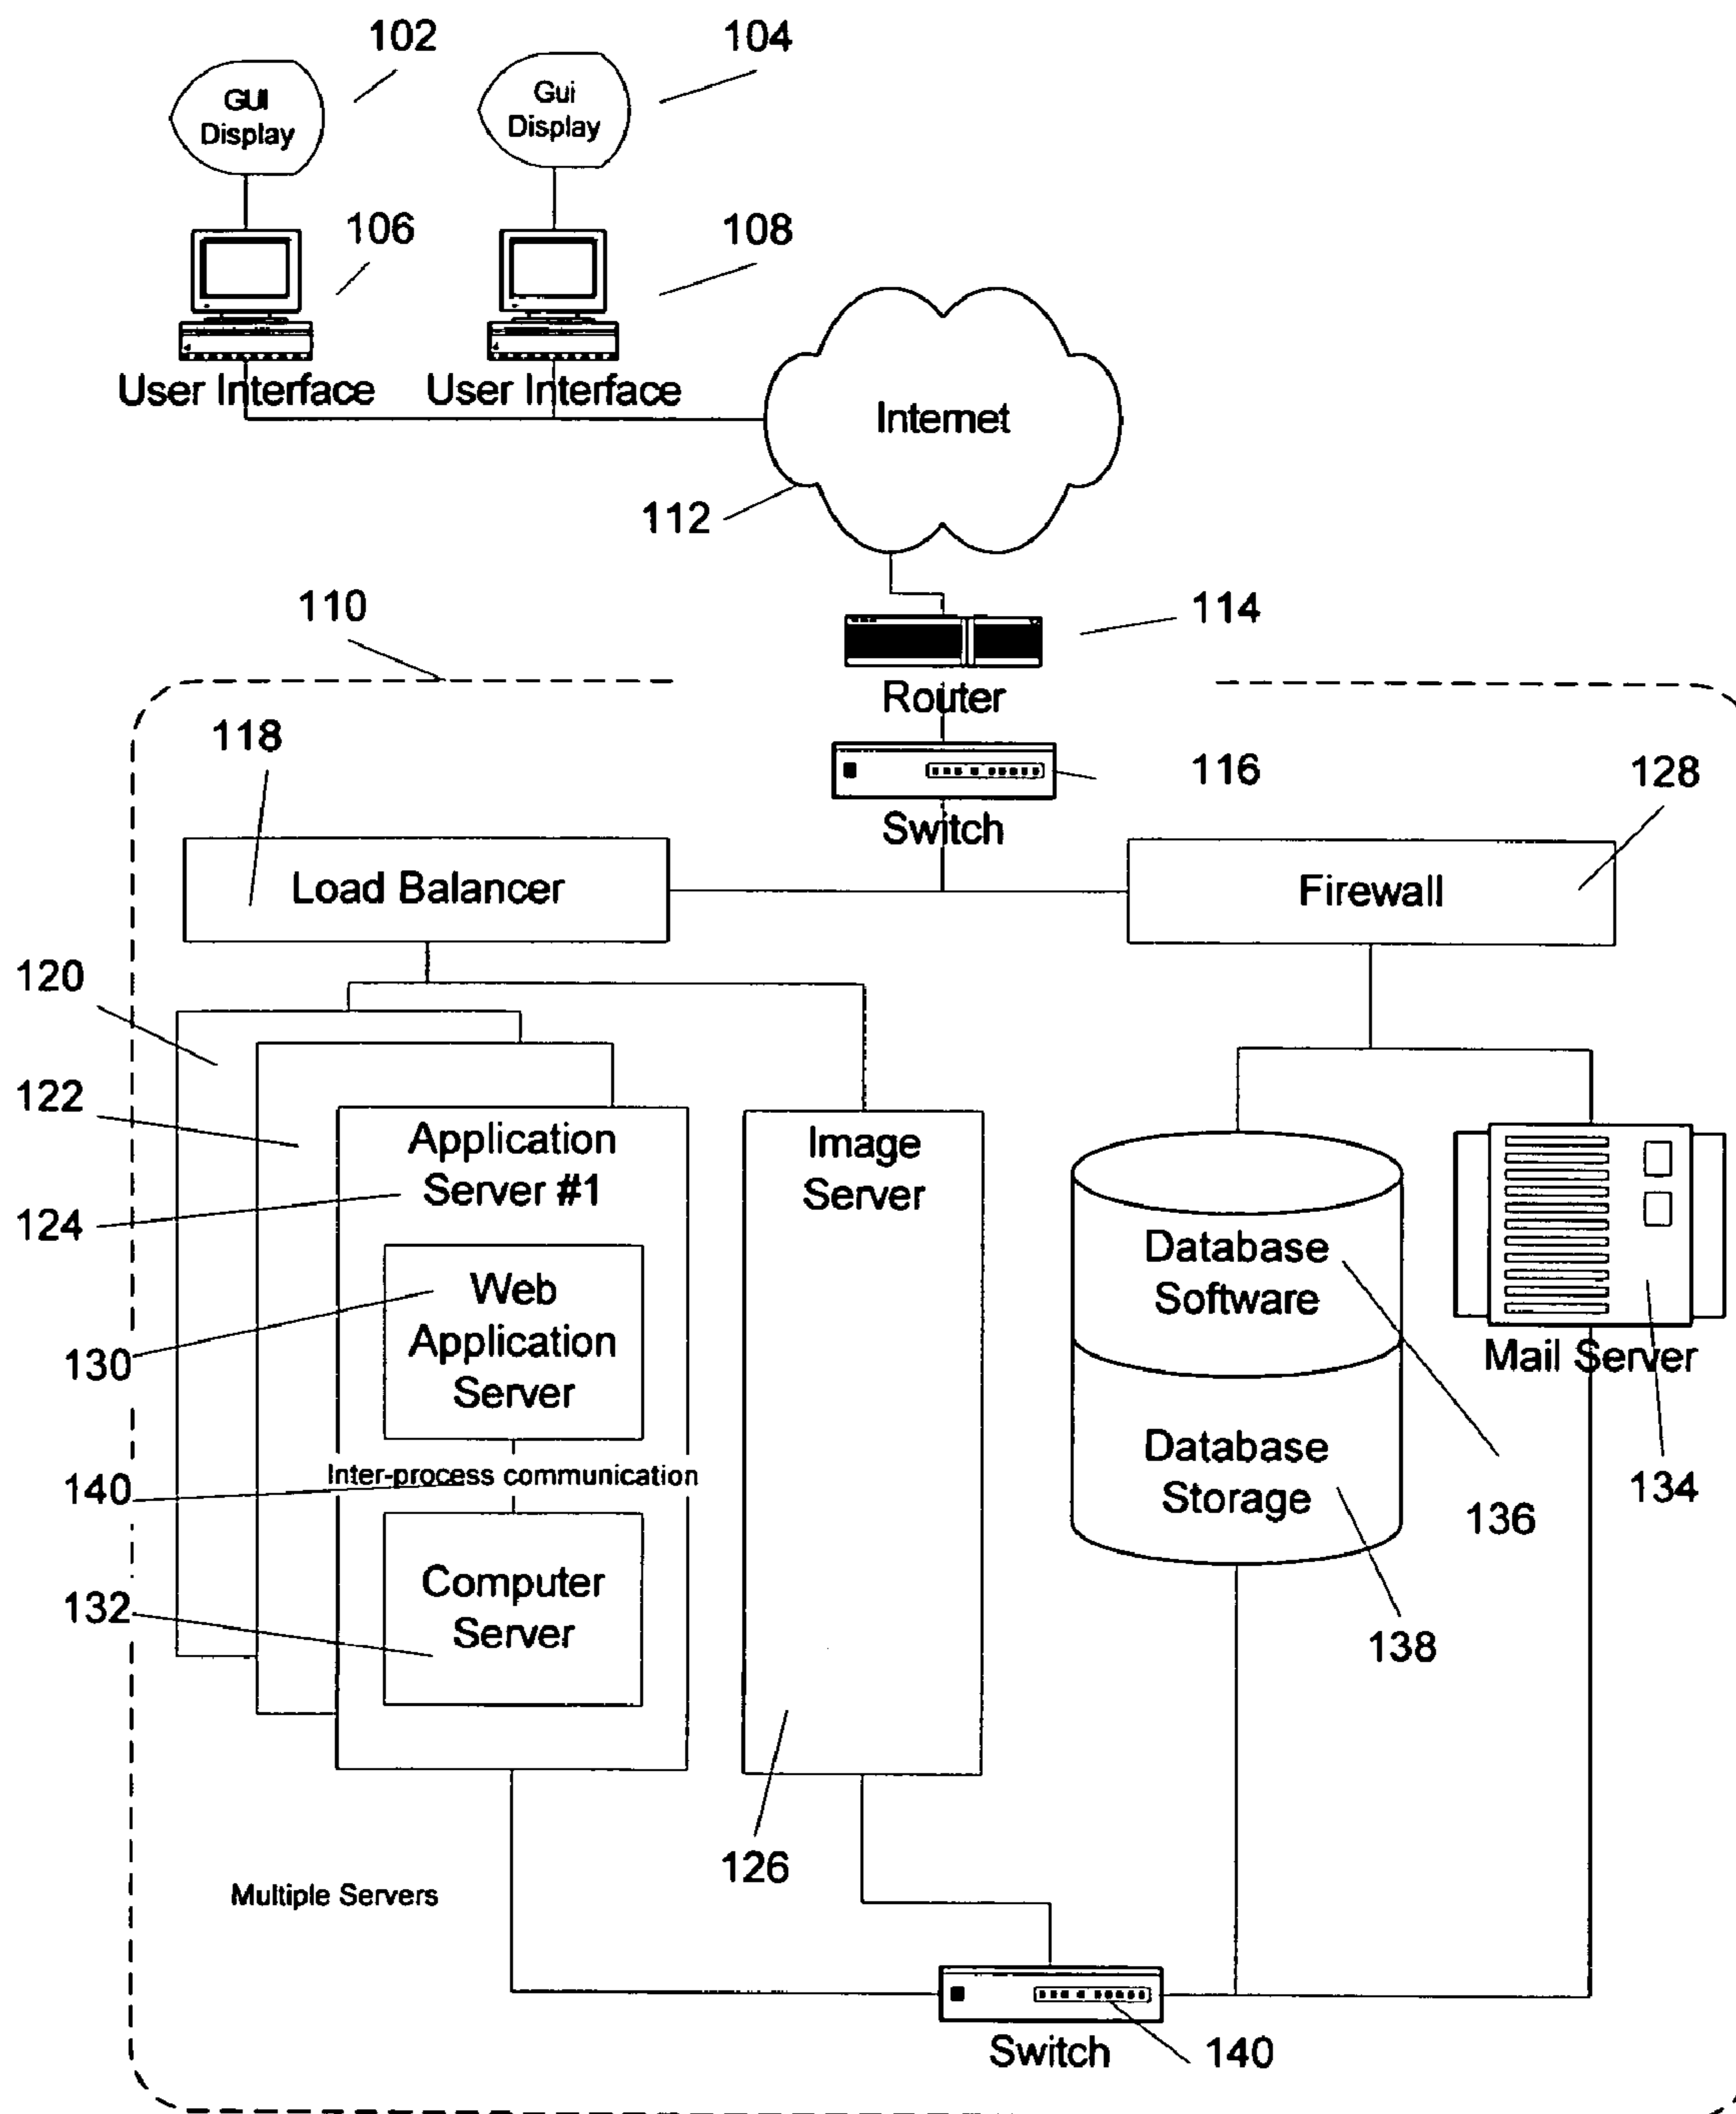 102
104
GUI
Display
Gui
Display
106
108
User Interface
User Interface
Internet
112
110
114
Router
118
116
128
Switch
Load Balancer
Firewall
120
122
Application
Server #1
Image
Server
124
Database
Software
Web
Application
Server
130
Mail Server
Database
Storage
Inter-process communication
140
134
136
Computer
Server
132
138
126
Multiple Servers
Switch
140